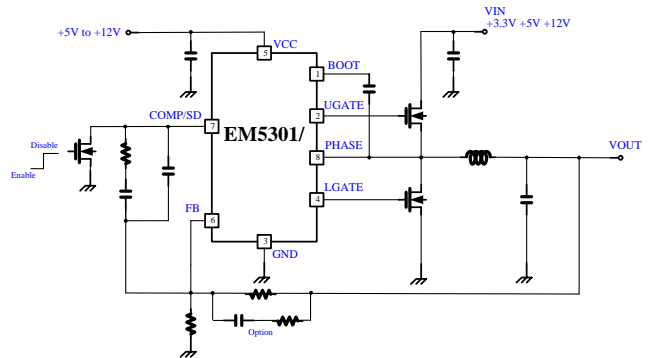 VIN
+3.3V +5V +12V
+5V to +12V
VCC
5
BOOT
1
UGATE
2
COMP/SD
7
EM5301/
PHASE
8
VOUT
Disable
Enable
LGATE
4
FB
6
3
GND
Option